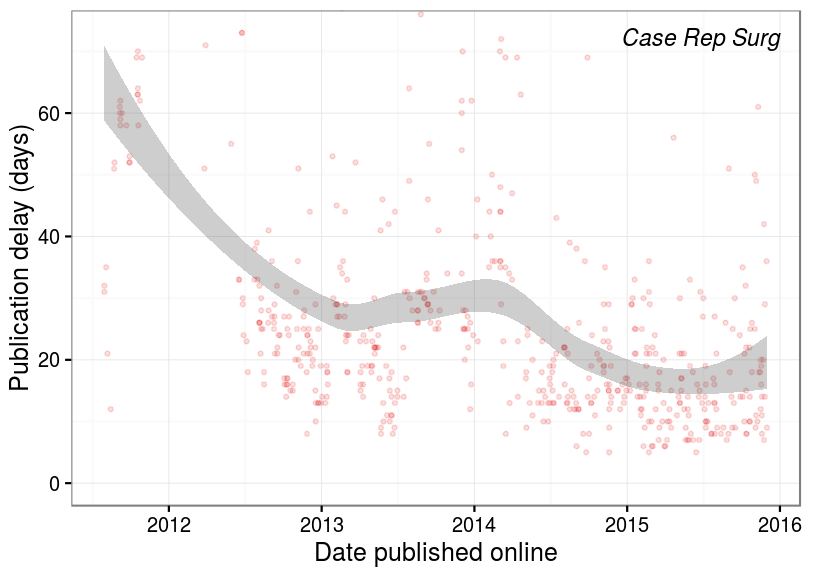 Case Rep Surg
Publication delay (days)
60
40
20
0
2012 2013 2014 2015 2016
Date published online